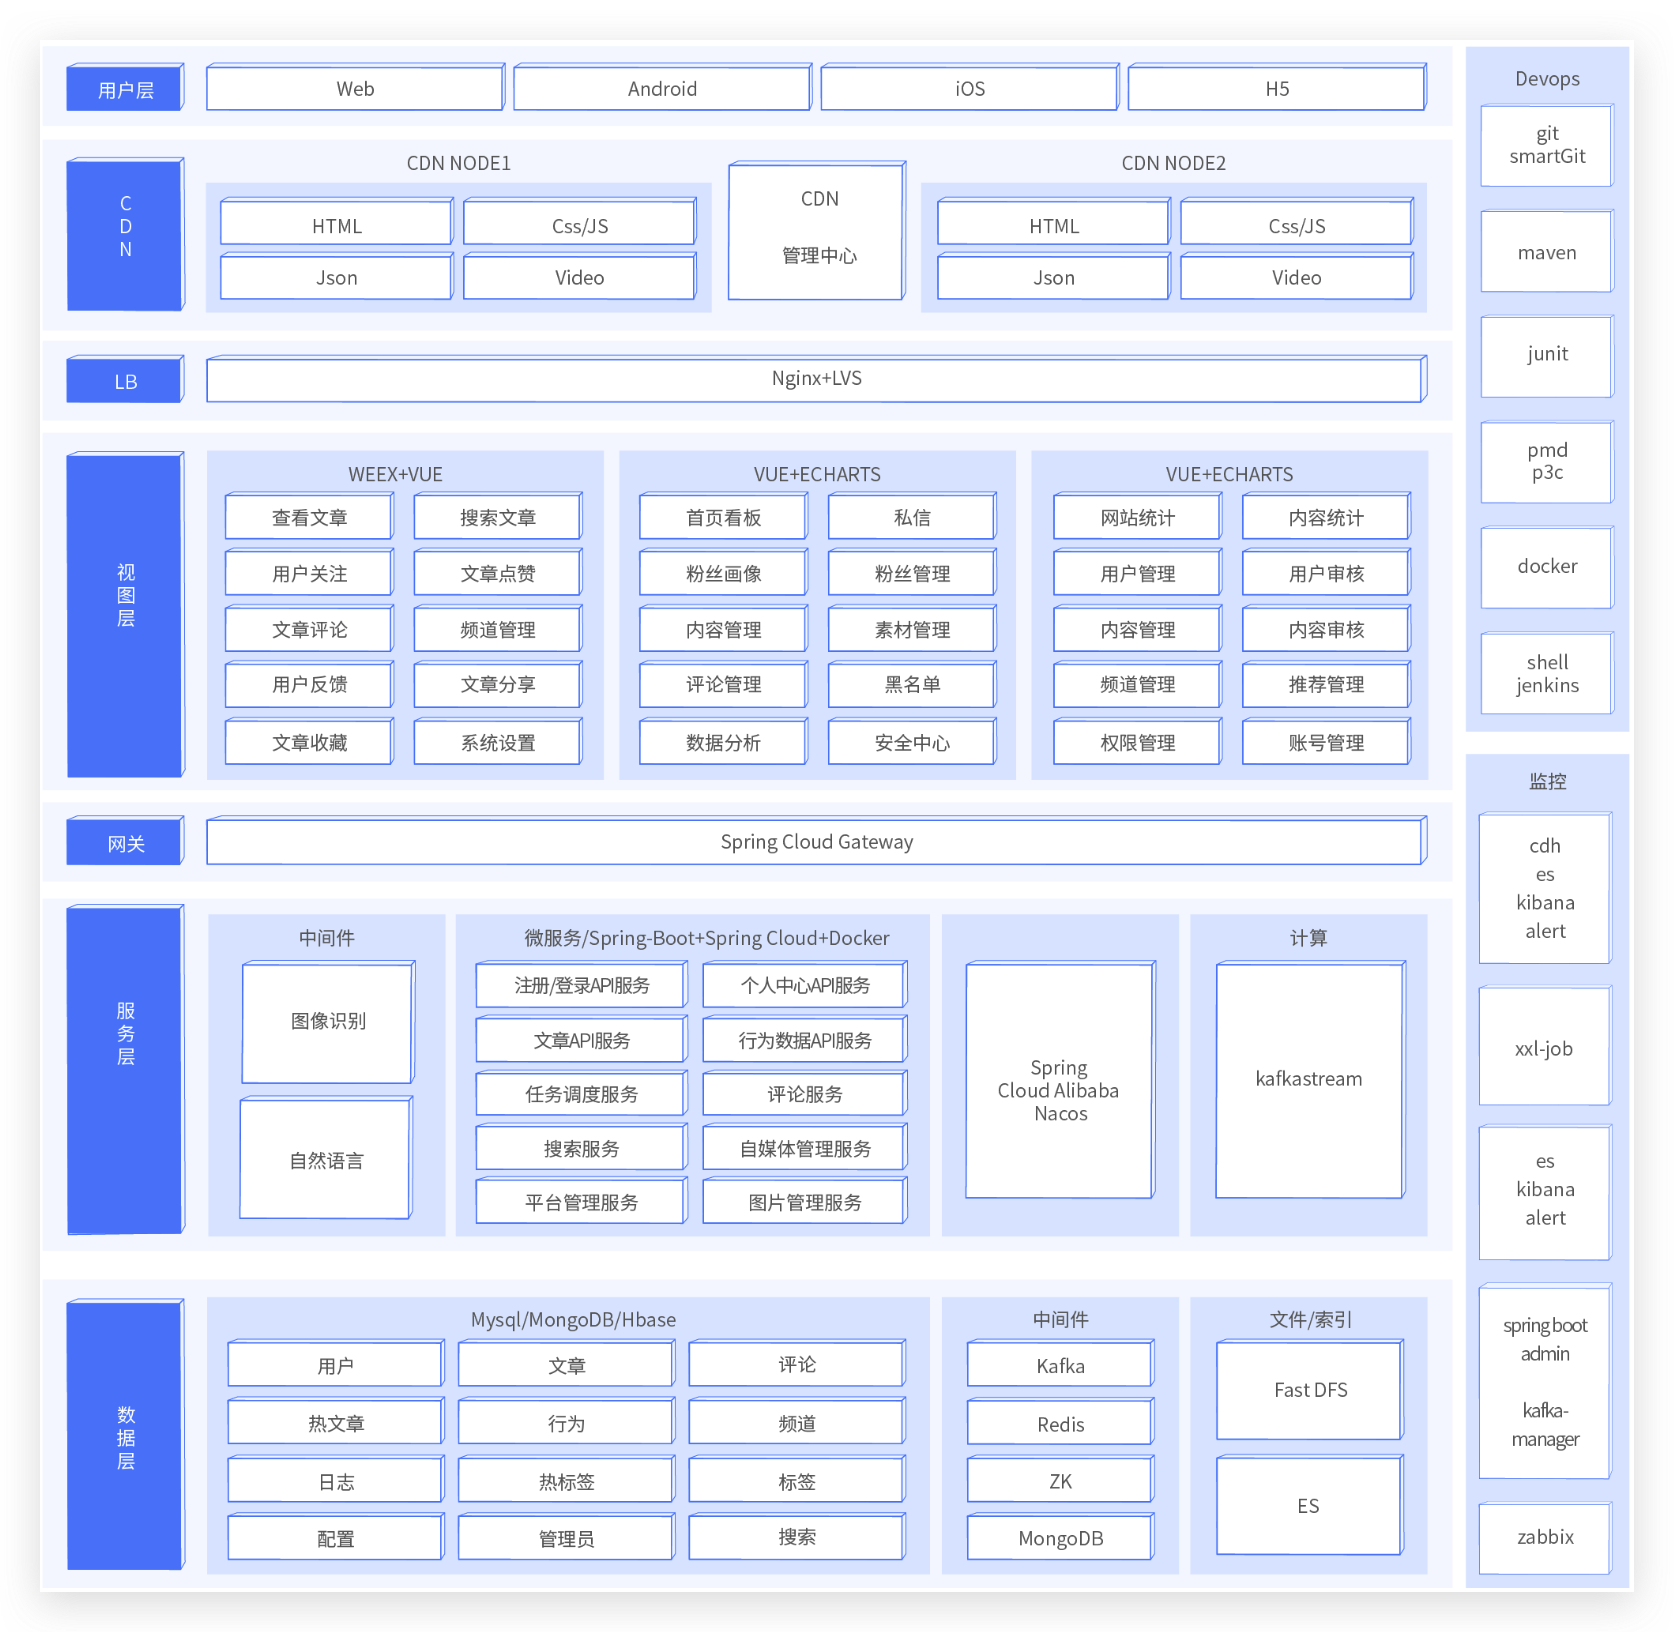 用户层
Web
Android
iOS
H5
C
D
N
CDN NODE1
HTML
Css/JS
Json
Video
CDN
管理中心
CDN NODE2
HTML
Css/JS
Json
Video
LB
Nginx+LVS
视
图
层
WEEX+VUE
查看文章
搜索文章
用户关注
文章点赞
文章评论
频道管理
用户反馈
文章分享
文章收藏
系统设置
VUE+ECHARTS
首页看板
私信
粉丝画像
粉丝管理
内容管理
素材管理
评论管理
黑名单
数据分析
安全中心
VUE+ECHARTS
网站统计
内容统计
用户管理
用户审核
内容管理
内容审核
频道管理
推荐管理
权限管理
账号管理
网关
Spring Cloud Gateway
服
务
层
中间件
图像识别
自然语言
微服务/Spring-Boot+Spring Cloud+Docker
注册/登录API服务
个人中心API服务
文章API服务
行为数据API服务
任务调度服务
评论服务
搜索服务
自媒体管理服务
平台管理服务
图片管理服务
Spring
Cloud Alibaba
Nacos
计算
kafkastream
数
据
层
Mysql/MongoDB/Hbase
用户
文章
评论
热文章
行为
频道
日志
热标签
标签
配置
管理员
搜索
中间件
Kafka
Redis
ZK
MongoDB
文件/索引
Fast DFS
ES
Devops
git
smartGit
maven
junit
pmd
p3c
docker
shell
jenkins
监控
cdh
es
kibana
alert
xxl-job
es
kibana
alert
spring boot
admin
kafka-
manager
zabbix